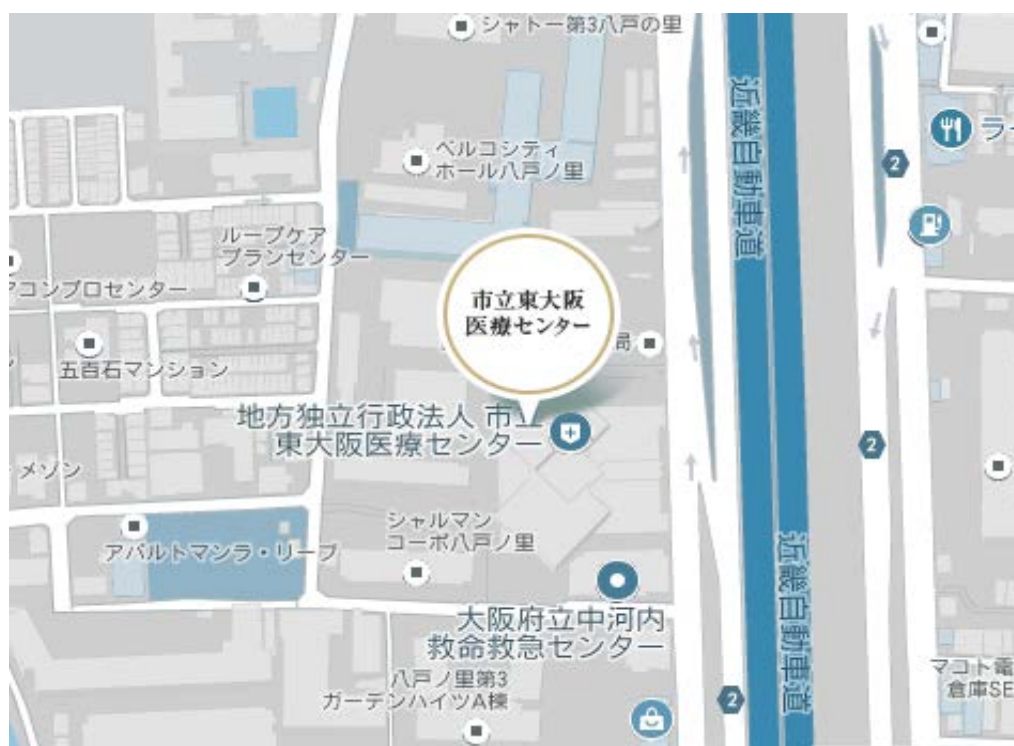 シャトー第3八戸の里
ベルコシティ
ホール八戸ノ里
近畿自動車道
2
ルーブケア
プランセンター
アコンプロセンター
市立東大阪
医療センター
局
五百石マンション
地方独立行政法人 市立
東大阪医療センター
2
メゾン
アパルトマンラ・リーブ
シャルマン
コーポ八戸ノ里
近畿自動車道
大阪府立中河内
救命救急センター
八戸ノ里第3
ガーデンハイツA棟
2
マコト電
倉庫SE